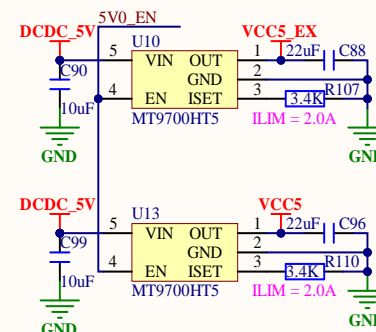 5V0_EN
DCDC_5V
U10
VCC5_EX
5 VIN OUT 1 22uF C88
C90
GND 2
4 EN ISET 3 3.4K R107
10uF
MT9700HT5
ILIM = 2.0A
GND
GND
DCDC_5V
U13
VCC5
5 VIN OUT 1 22uF C96
C99
GND 2
4 EN ISET 3 3.4K R110
10uF
MT9700HT5
ILIM = 2.0A
GND
GND